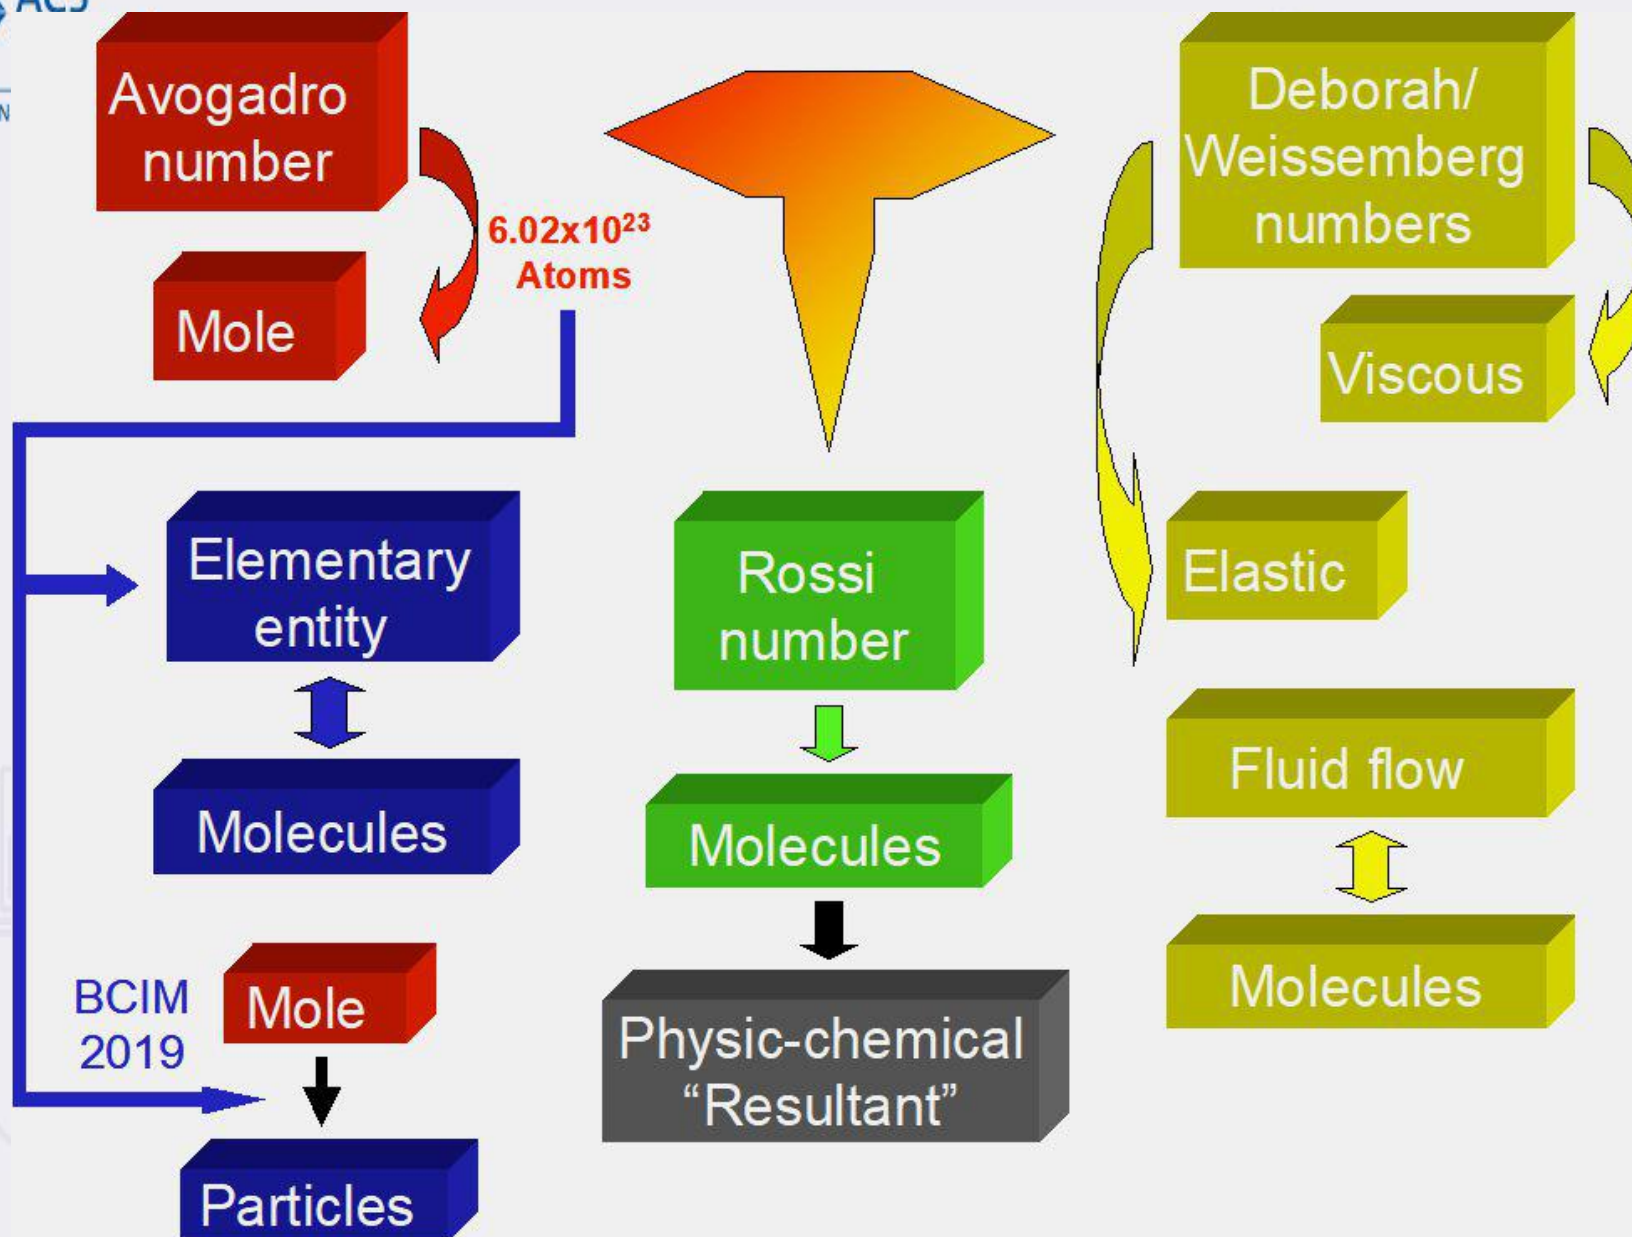 Avogadro
number
Mole
6.02x10²³
Atoms
Deborah/
Weissemberg
numbers
Viscous
Elastic
Elementary
entity
Molecules
BCIM
2019
Mole
Particles
Rossi
number
Molecules
Physic-chemical
“Resultant”
Fluid flow
Molecules